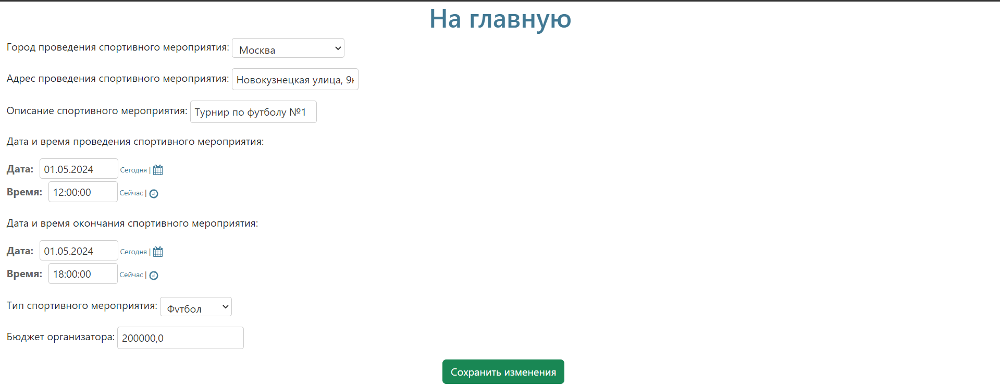 На главную
Город проведения спортивного мероприятия: Москва
Адрес проведения спортивного мероприятия: Новокузнецкая улица,
Описание спортивного мероприятия: Турнир по футболу №1
Дата и время проведения спортивного мероприятия:
Дата: 01.05.2024 Сегодня |
Время: 12:00:00 Сейчас |
Дата и время окончания спортивного мероприятия:
Дата: 01.05.2024 Сегодня |
Время: 18:00:00 Сейчас |
Тип спортивного мероприятия: Футбол
Бюджет организатора: 200000,0
Сохранить изменения